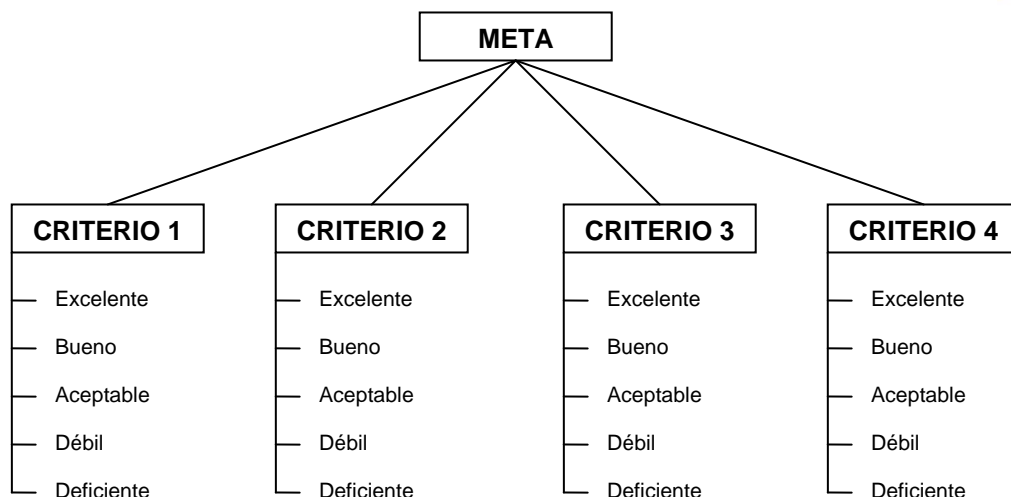 META
CRITERIO 1 CRITERIO 2 CRITERIO 3 CRITERIO 4
Excelente Excelente Excelente Excelente
Bueno Bueno Bueno Bueno
Aceptable Aceptable Aceptable Aceptable
Débil Débil Débil Débil
Deficiente Deficiente Deficiente Deficiente